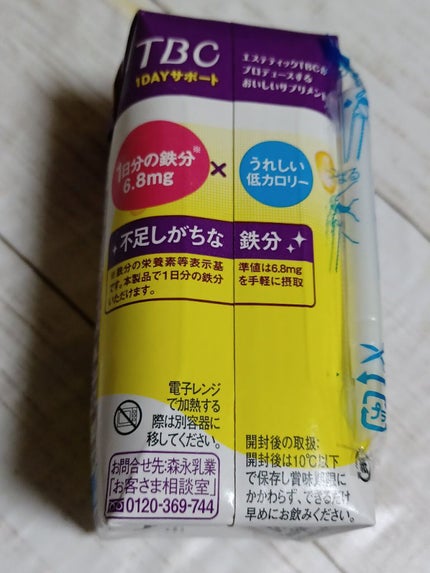 TBC
1DAYサポート
エステティックTBCが
プロデュースする
おいしいサプリメント
1日分の鉄分※
6.8mg
×
うれしい
低カロリー
不足しがちな 鉄分
※鉄分の栄養素等表示基準値は6.8mg
です。本製品で1日分の鉄分を手軽に摂取
いただけます。
電子レンジ
で加熱する
際は別容器に
移してください。
お問合せ先:森永乳業
「お客さま相談室」
0120-369-744
開封後の取扱:
開封後は10℃以下
で保存し賞味期限に
かかわらず、できるだけ
早めにお飲みください。